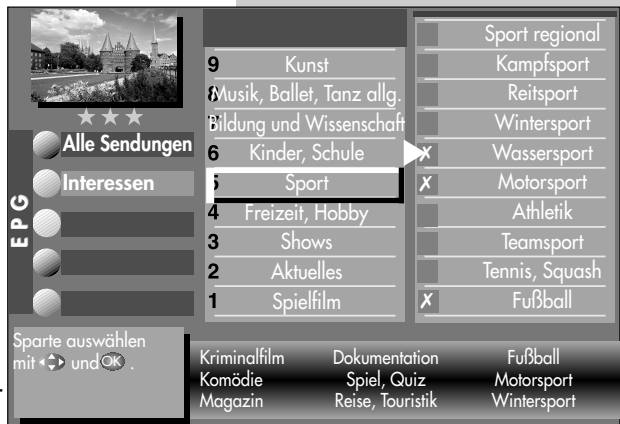 EPG
Alle Sendungen
Interessen
Sparte auswählen
mit und OK .
9 Kunst
8 Musik, Ballet, Tanz allg.
7 Bildung und Wissenschaft
6 Kinder, Schule
5 Sport
4 Freizeit, Hobby
3 Shows
2 Aktuelles
1 Spielfilm
Sport regional
Kampfsport
Reitsport
Wintersport
✗ Wassersport
✗ Motorsport
Athletik
Teamsport
Tennis, Squash
✗ Fußball
Kriminalfilm Dokumentation Fußball
Komödie Spiel, Quiz Motorsport
Magazin Reise, Touristik Wintersport